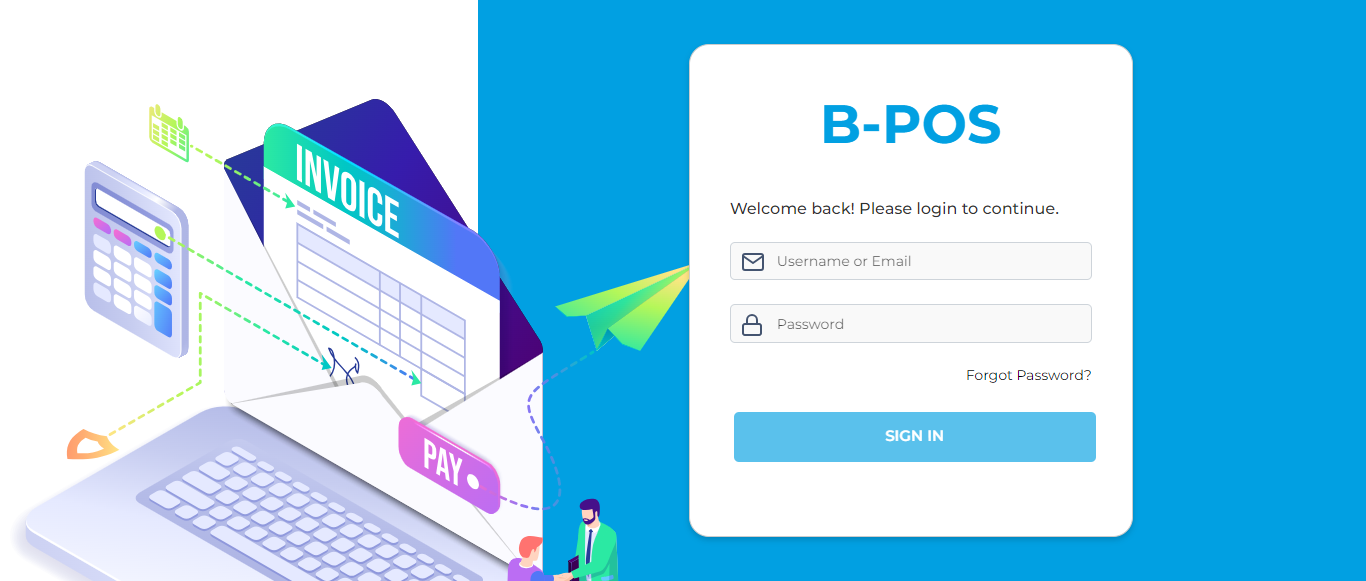 INVOICE
PAY
B-POS
Welcome back! Please login to continue.
Username or Email
Password
Forgot Password?
SIGN IN